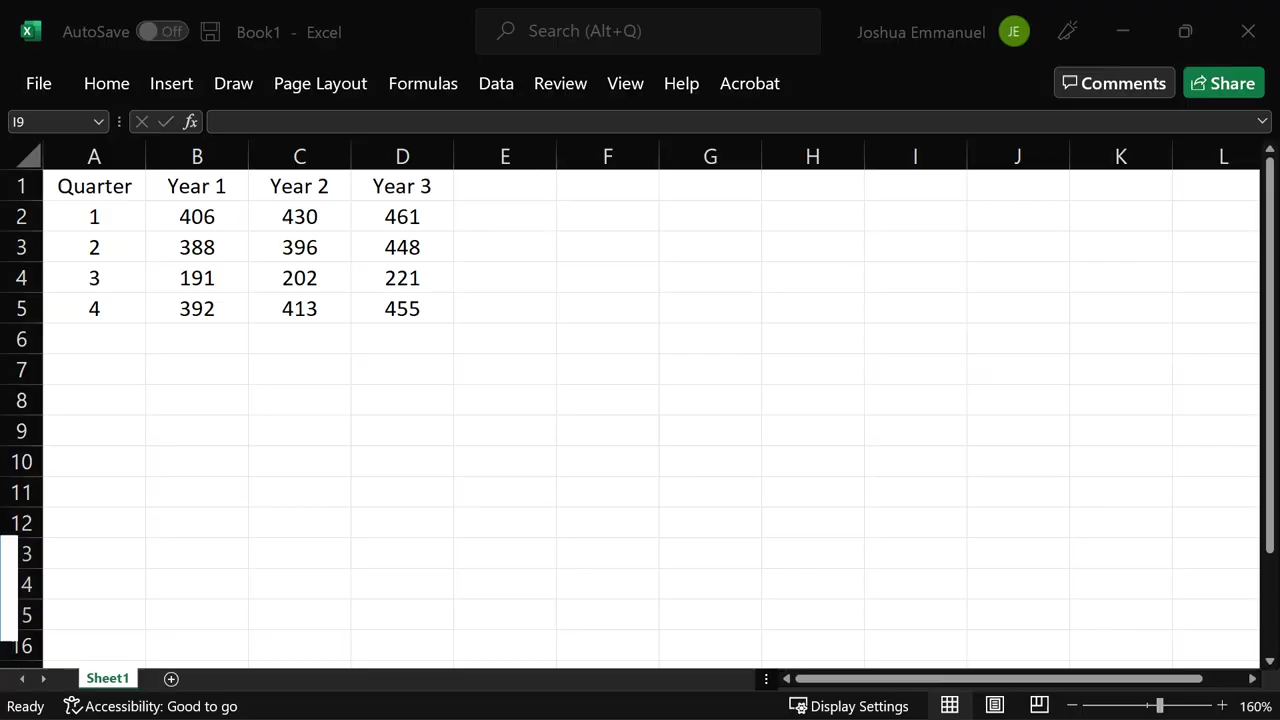 AutoSave Off Book1 - Excel Search (Alt+Q) Joshua Emmanuel JE
File Home Insert Draw Page Layout Formulas Data Review View Help Acrobat Comments Share
I9 fx
A B C D E F G H I J K L
1 Quarter Year 1 Year 2 Year 3
2 1 406 430 461
3 2 388 396 448
4 3 191 202 221
5 4 392 413 455
6
7
8
9
10
11
12
3
4
5
16
Sheet1
Ready Accessibility: Good to go Display Settings 160%